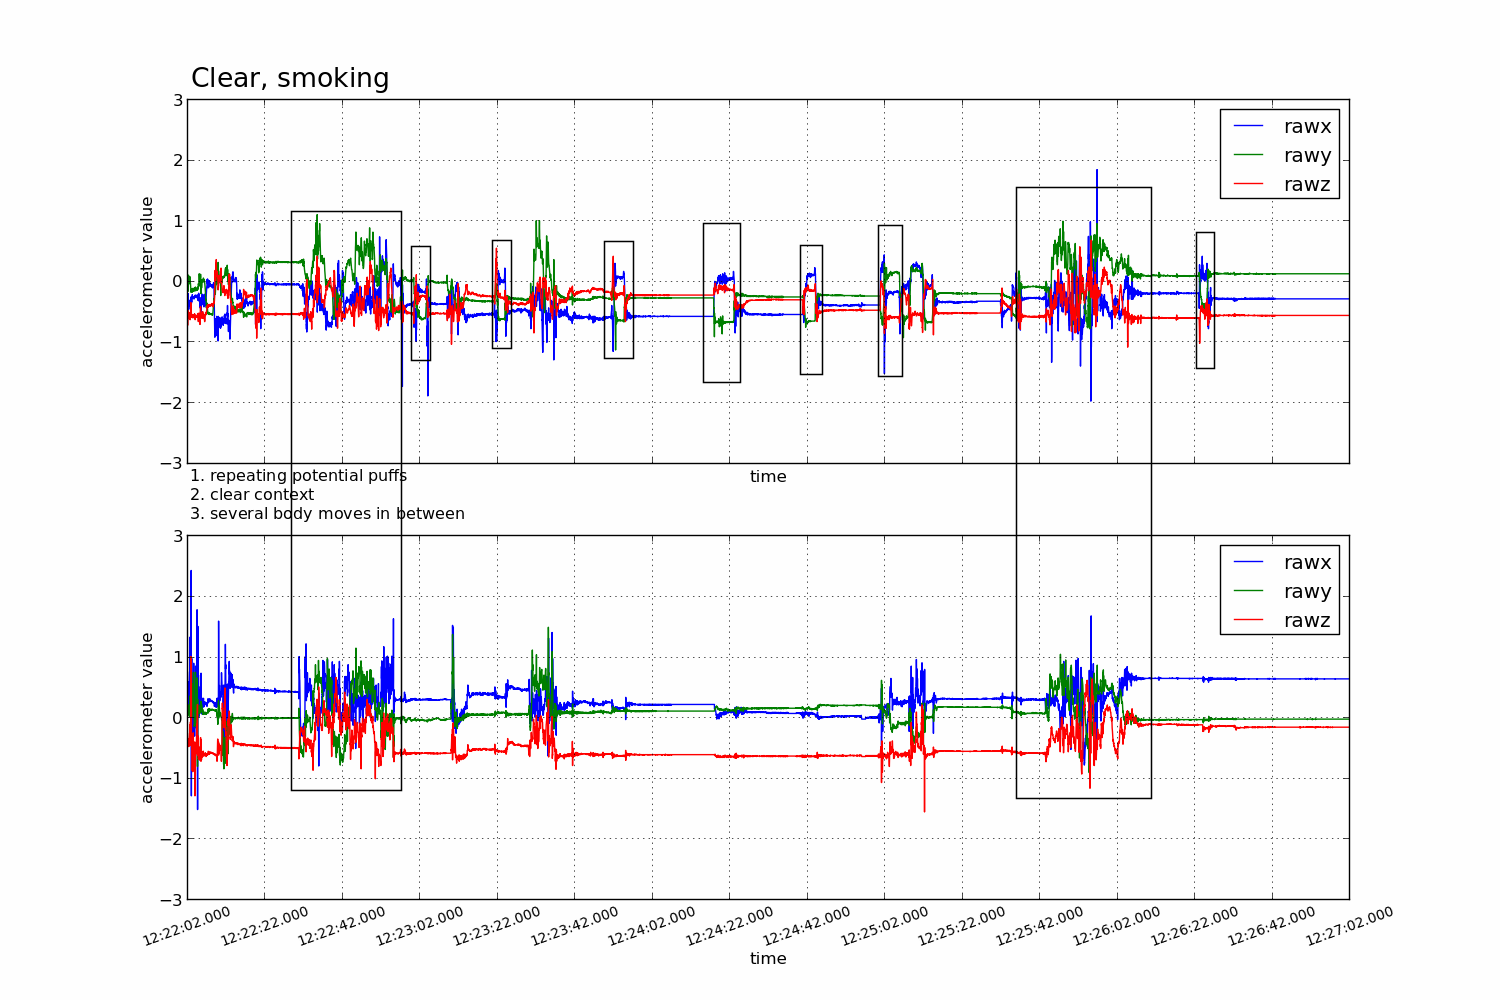 Clear, smoking
3
2
1
0
−1
−2
−3
accelerometer value
rawx
rawy
rawz
time
1. repeating potential puffs
2. clear context
3. several body moves in between
3
2
1
0
−1
−2
−3
accelerometer value
rawx
rawy
rawz
12:22:02.000
12:22:22.000
12:22:42.000
12:23:02.000
12:23:22.000
12:23:42.000
12:24:02.000
12:24:22.000
12:24:42.000
12:25:02.000
12:25:22.000
12:25:42.000
12:26:02.000
12:26:22.000
12:26:42.000
12:27:02.000
time